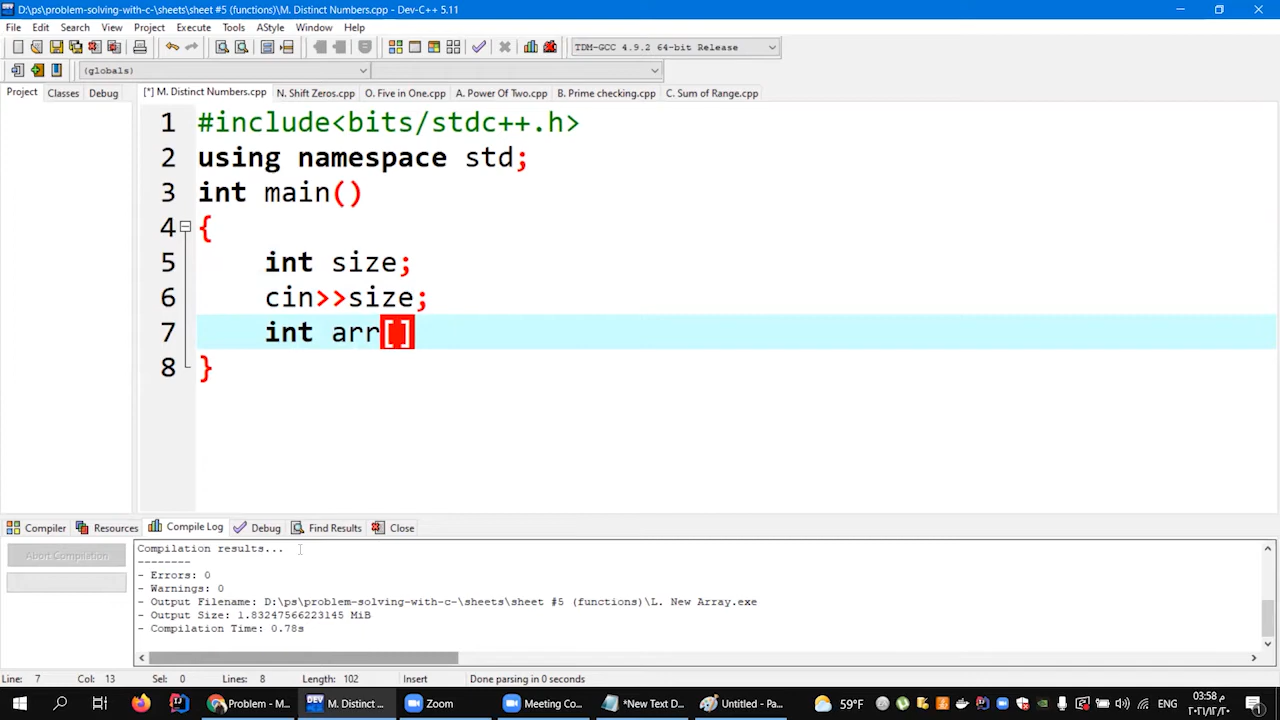 D:\ps\problem-solving-with-c-\sheets\sheet #5 (functions)\M. Distinct Numbers.cpp - Dev-C++ 5.11
File Edit Search View Project Execute Tools AStyle Window Help
TDM-GCC 4.9.2 64-bit Release
(globals)
Project Classes Debug
[*] M. Distinct Numbers.cpp N. Shift Zeros.cpp O. Five in One.cpp A. Power Of Two.cpp B. Prime checking.cpp C. Sum of Range.cpp
1 #include<bits/stdc++.h>
2 using namespace std;
3 int main()
4 {
5 int size;
6 cin>>size;
7 int arr[]
8 }
Compiler Resources Compile Log Debug Find Results Close
Abort Compilation
Compilation results...
--------
- Errors: 0
- Warnings: 0
- Output Filename: D:\ps\problem-solving-with-c-\sheets\sheet #5 (functions)\L. New Array.exe
- Output Size: 1.83247566223145 MiB
- Compilation Time: 0.78s
Line: 7 Col: 13 Sel: 0 Lines: 8 Length: 102 Insert Done parsing in 0 seconds
Problem - M... M. Distinct ... Zoom Meeting Co... *New Text D... Untitled - Pa... 59°F ENG
03:58 م